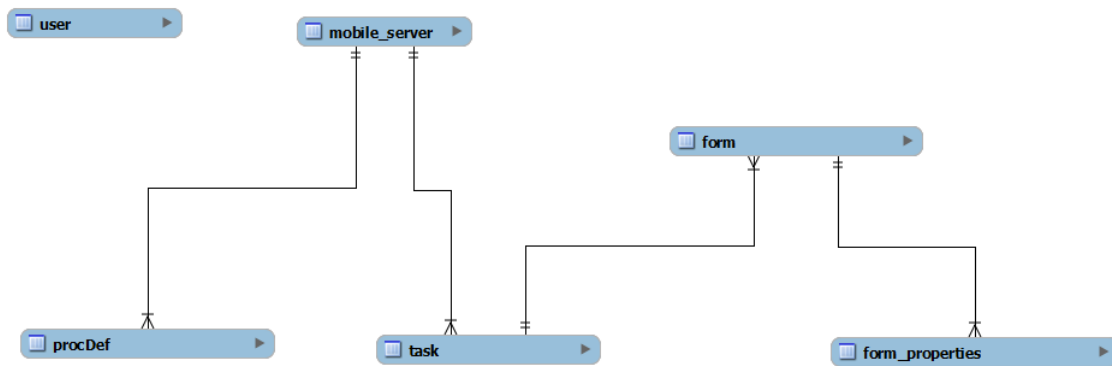 user
mobile_server
form
procDef
task
form_properties